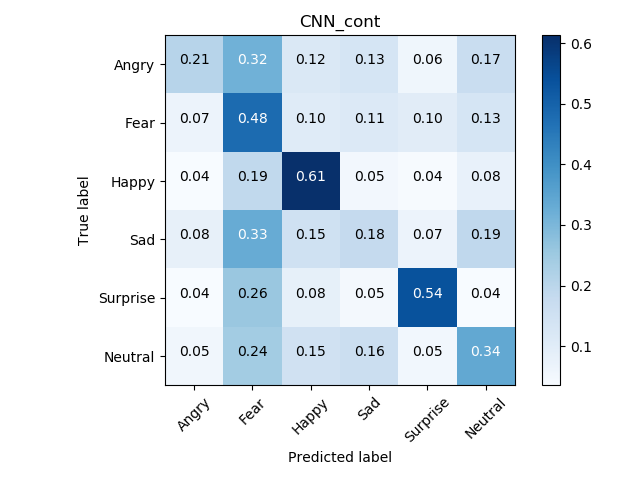 CNN_cont
Angry 0.21 0.32 0.12 0.13 0.06 0.17
Fear 0.07 0.48 0.10 0.11 0.10 0.13
Happy 0.04 0.19 0.61 0.05 0.04 0.08
Sad 0.08 0.33 0.15 0.18 0.07 0.19
Surprise 0.04 0.26 0.08 0.05 0.54 0.04
Neutral 0.05 0.24 0.15 0.16 0.05 0.34
Angry Fear Happy Sad Surprise Neutral
Predicted label
True label
0.6
0.5
0.4
0.3
0.2
0.1